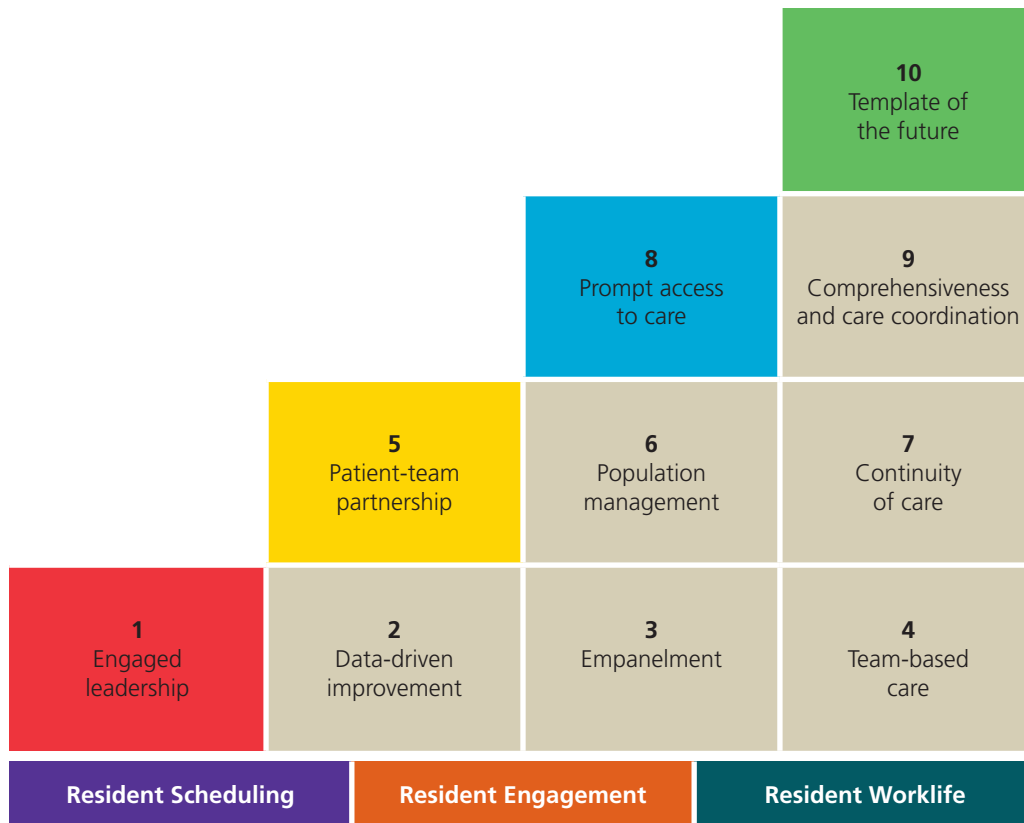 10
Template of
the future
8
Prompt access
to care
9
Comprehensiveness
and care coordination
5
Patient-team
partnership
6
Population
management
7
Continuity
of care
1
Engaged
leadership
2
Data-driven
improvement
3
Empanelment
4
Team-based
care
Resident Scheduling
Resident Engagement
Resident Worklife